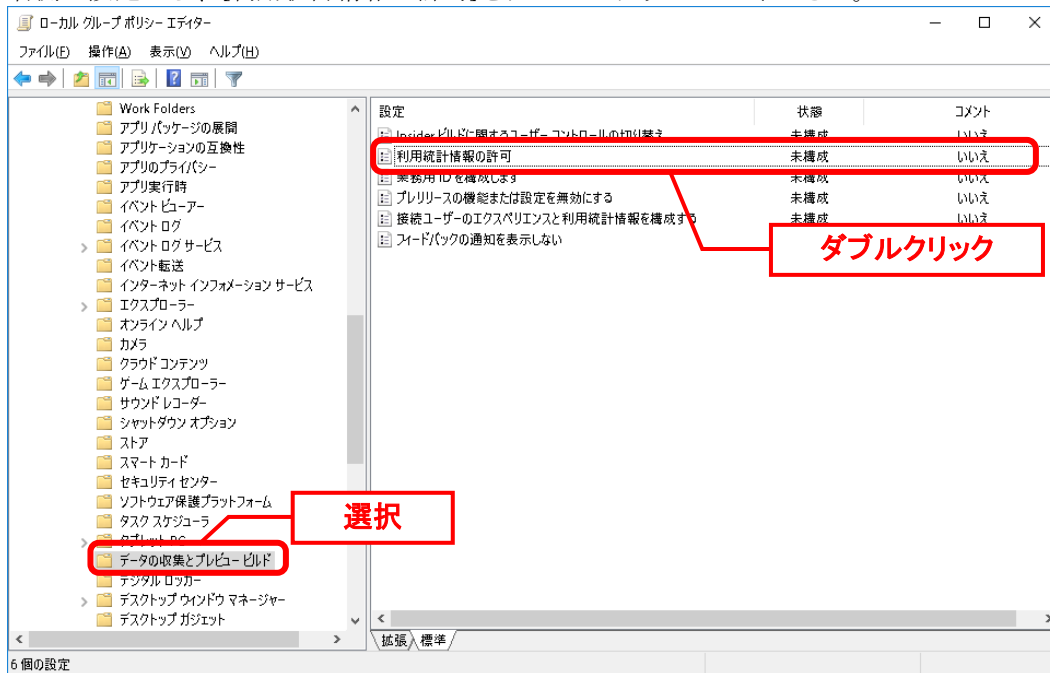 ローカル グループ ポリシー エディター
ファイル(F) 操作(A) 表示(V) ヘルプ(H)
Work Folders
アプリ パッケージの展開
アプリケーションの互換性
アプリのプライバシー
アプリ実行時
イベント ビューアー
イベント ログ
イベント ログ サービス
イベント転送
インターネット インフォメーション サービス
エクスプローラー
オンライン ヘルプ
カメラ
クラウド コンテンツ
ゲーム エクスプローラー
サウンド レコーダー
シャットダウン オプション
ストア
スマート カード
セキュリティ センター
ソフトウェア保護プラットフォーム
タスク スケジューラ
タブレット PC
データの収集とプレビュー ビルド
デジタル ロッカー
デスクトップ ウィンドウ マネージャー
デスクトップ ガジェット
選択
設定 状態 コメント
Insider ビルドに関するユーザー コントロールの切り替え 未構成 いいえ
利用統計情報の許可 未構成 いいえ
業務用 ID を構成します 未構成 いいえ
プレリリースの機能または設定を無効にする 未構成 いいえ
接続ユーザーのエクスペリエンスと利用統計情報を構成する 未構成 いいえ
フィードバックの通知を表示しない
ダブルクリック
拡張 標準
6 個の設定